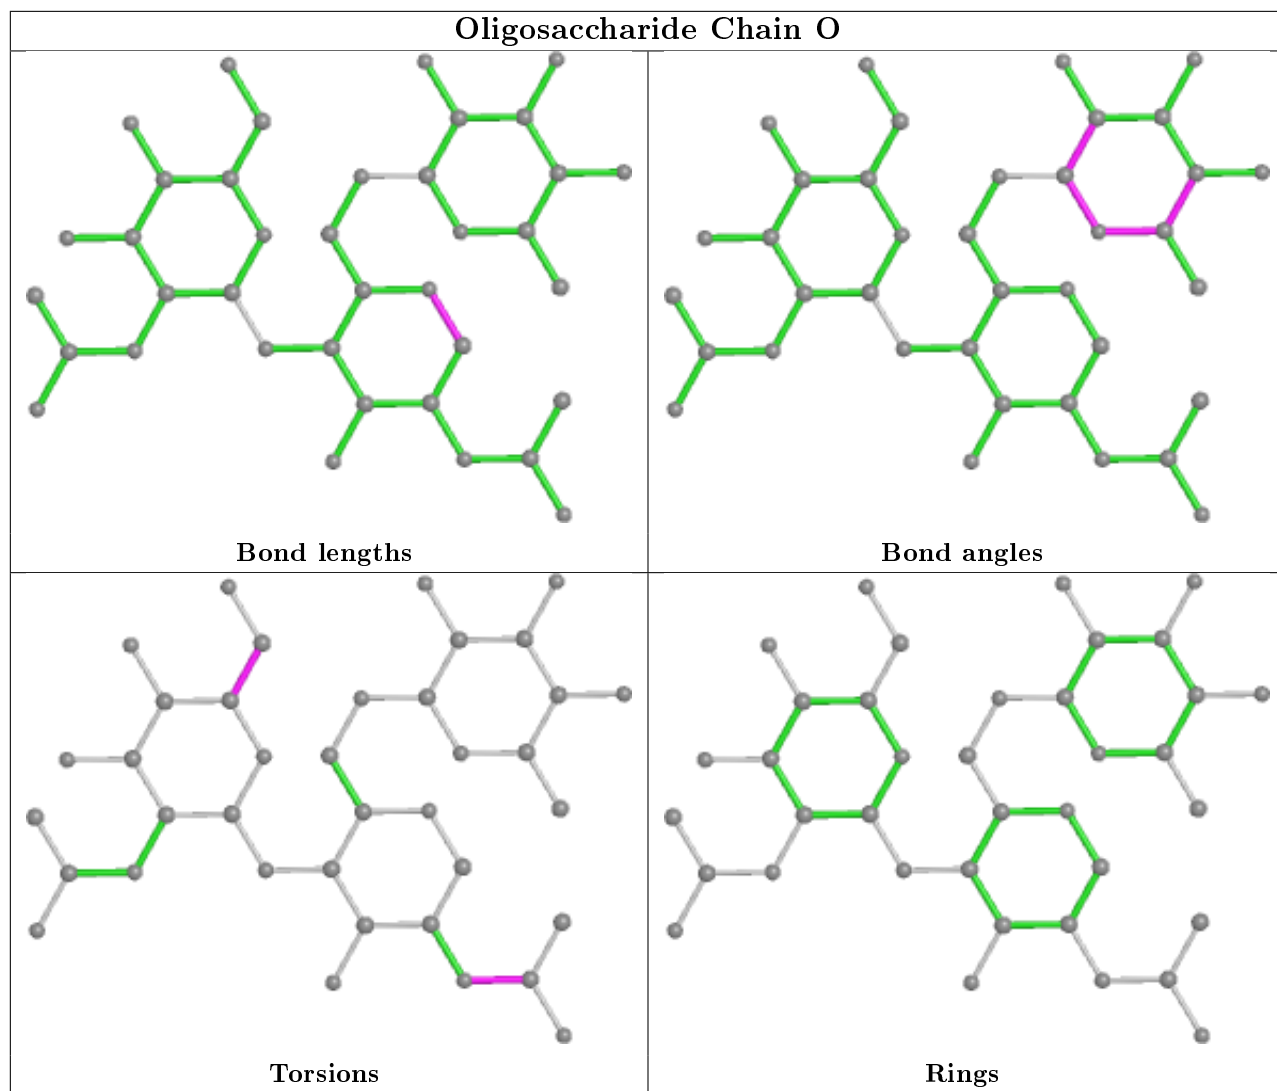 Oligosaccharide Chain O
Bond lengths
Bond angles
Torsions
Rings